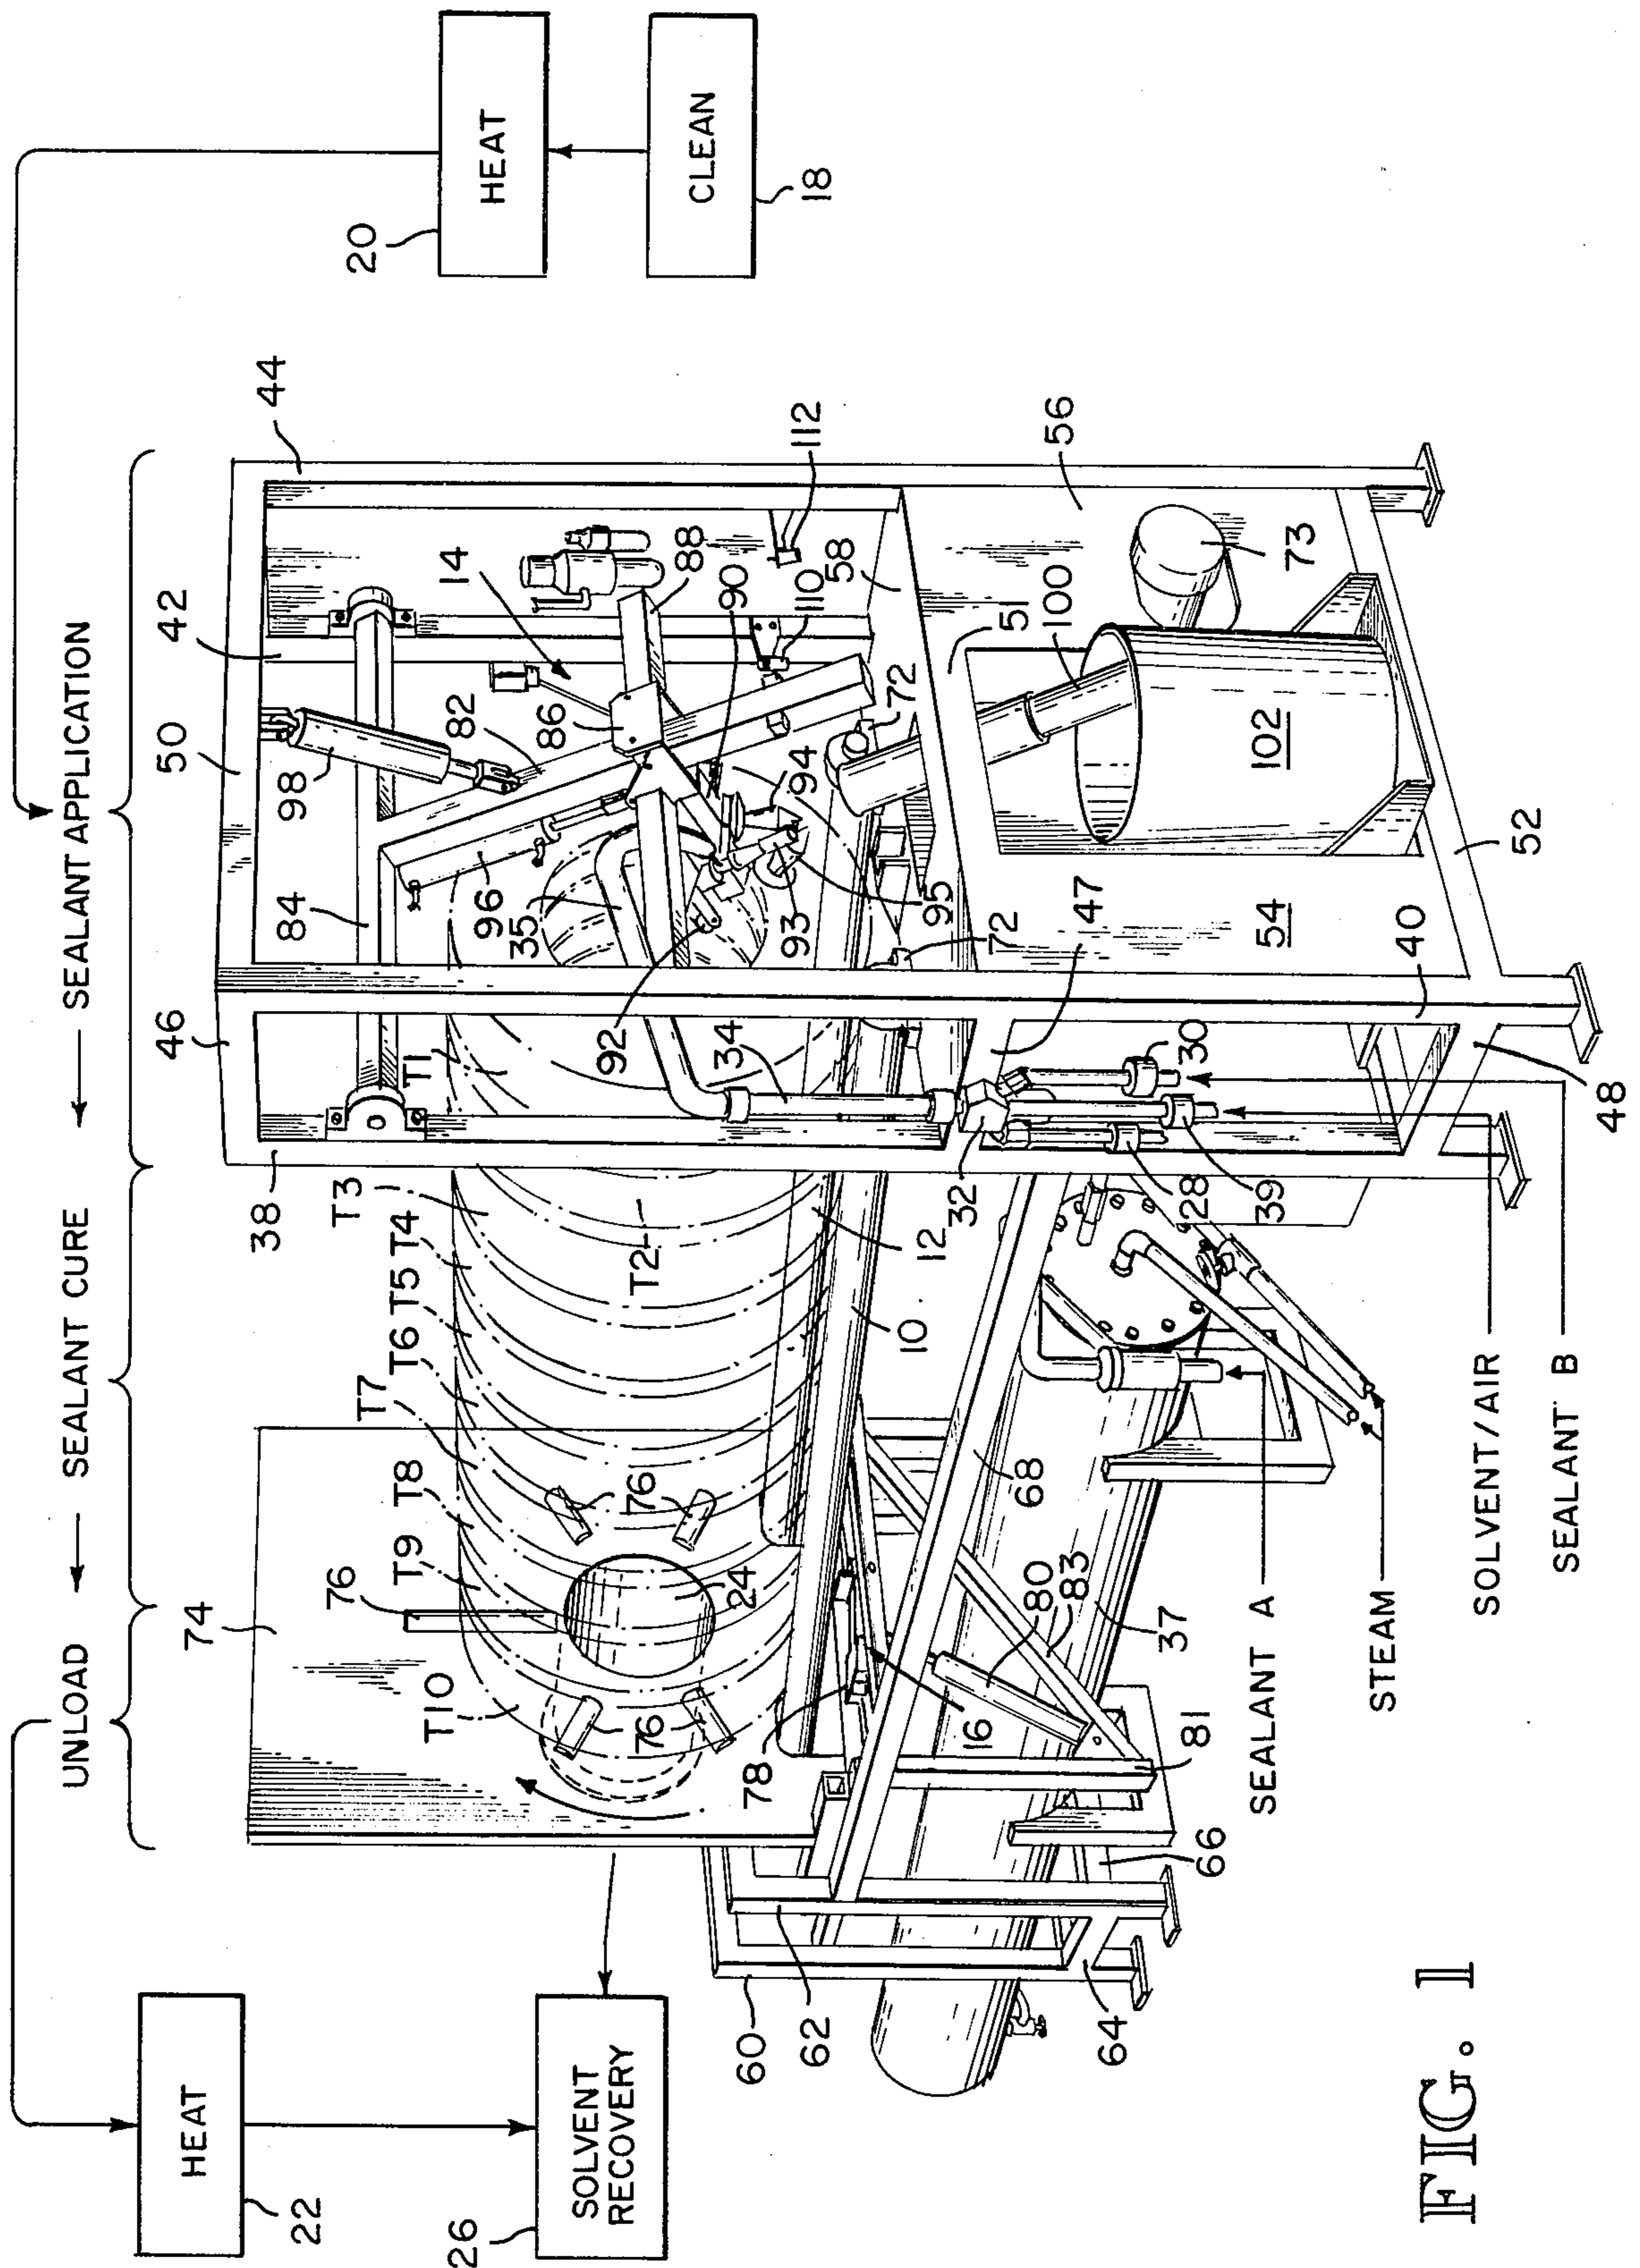 UNLOAD
SEALANT CURE
SEALANT APPLICATION
HEAT
22
SOLVENT
RECOVERY
26
HEAT
20
CLEAN
18
74
76
T10
T9
T8
T7
T6
T5
T4
T3
T2
T1
76
76
24
38
46
84
50
42
44
98
82
14
86
88
90
96
35
94
92
93
95
110
112
58
51
72
72
56
73
100
102
54
52
47
40
34
32
30
28
39
48
12
10
68
78
16
80
83
37
81
66
60
62
64
SEALANT A
STEAM
SOLVENT/AIR
SEALANT B
FIG. 1